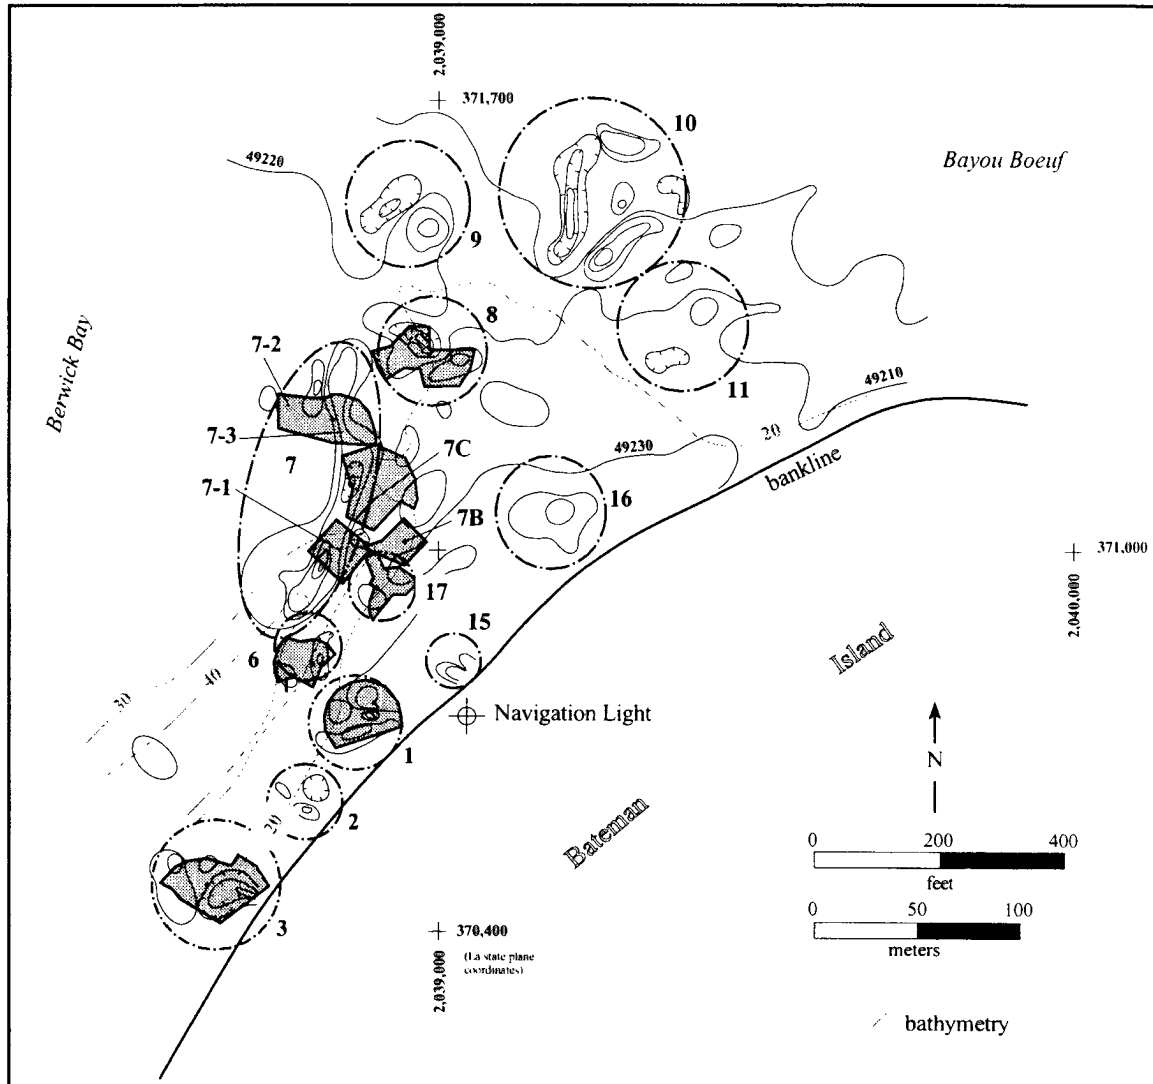 2,039,000
371,700
10
Bayou Boeuf
49220
9
8
Berwick Bay
7-2
11
49210
7-3
7
7C
49230
20
bankline
16
7-1
7B
371,000
2,040,000
17
15
6
Island
40
30
Navigation Light
N
1
Bateman
20
2
0 200 400
feet
0 50 100
meters
3
370,400
(La state plane
coordinates)
2,039,000
bathymetry